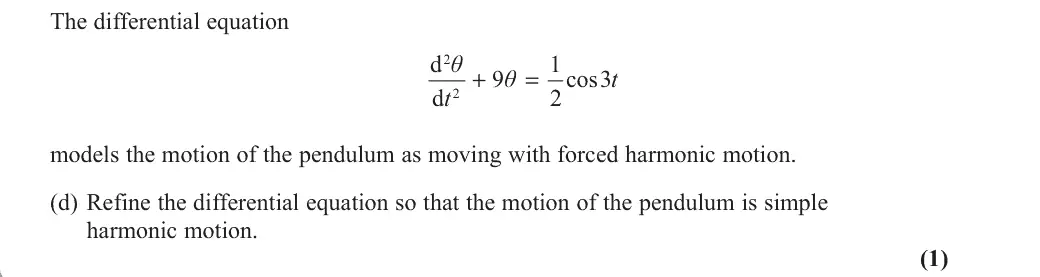 The differential equation
d²θ/dt² + 9θ = 1/2 cos 3t
models the motion of the pendulum as moving with forced harmonic motion.
(d) Refine the differential equation so that the motion of the pendulum is simple
harmonic motion.
(1)